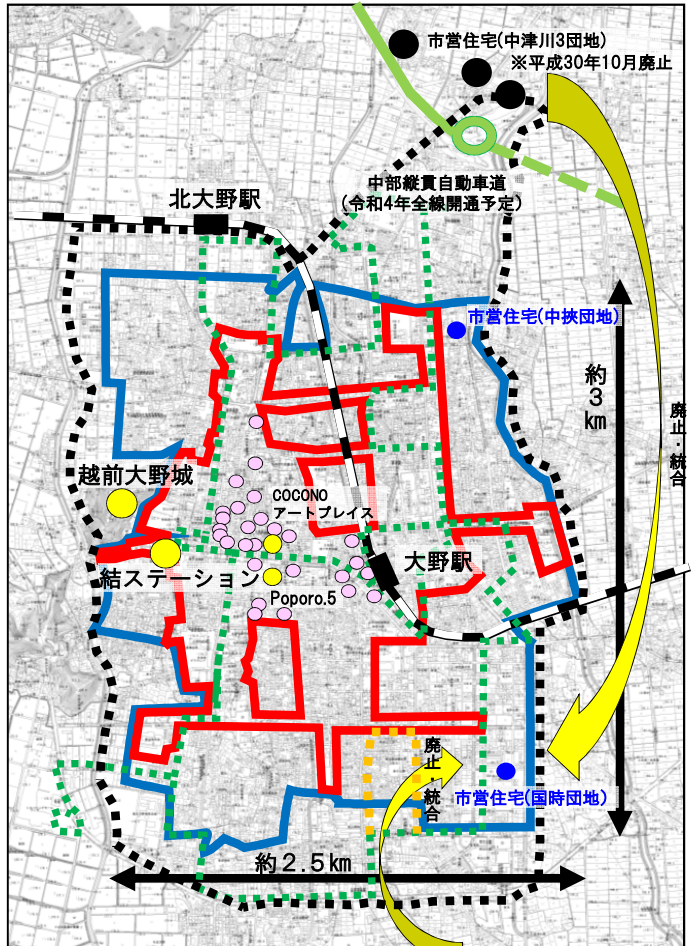 市営住宅(中津川3団地)
※平成30年10月廃止
中部縦貫自動車道
(令和4年全線開通予定)
北大野駅
市営住宅(中挾団地)
約3km
廃止・統合
越前大野城
COCONO
アートプレイス
結ステーション
大野駅
Poporo.5
廃止・統合
市営住宅(国時団地)
約2.5km